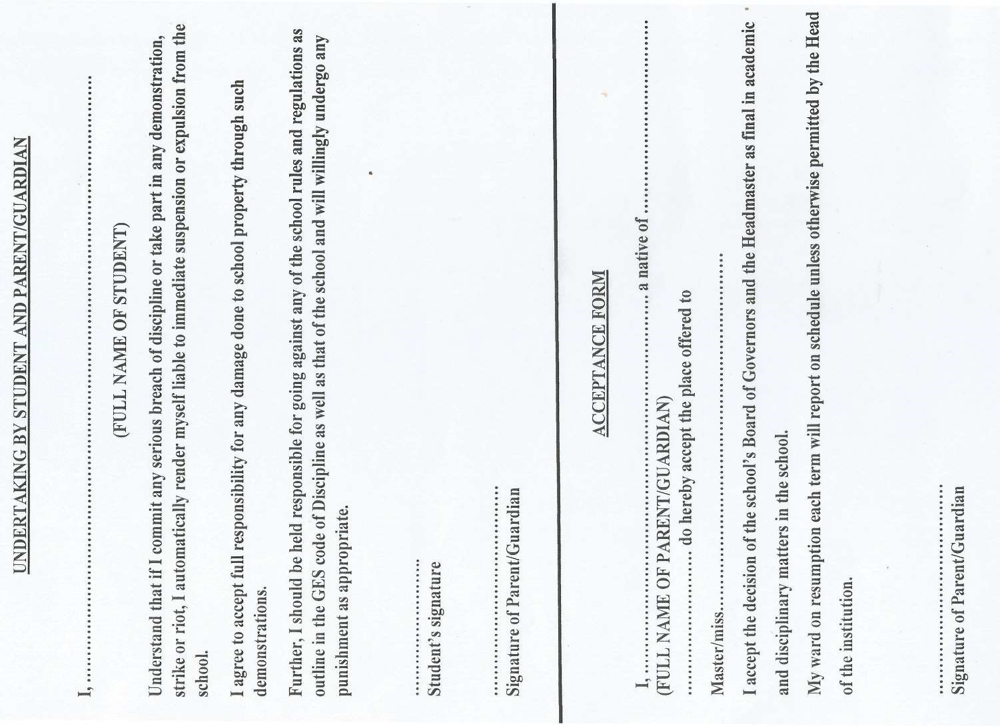 UNDERTAKING BY STUDENT AND PARENT/GUARDIAN
I, ........................................................................................................................
(FULL NAME OF STUDENT)
Understand that if I commit any serious breach of discipline or take part in any demonstration,
strike or riot, I automatically render myself liable to immediate suspension or expulsion from the
school.
I agree to accept full responsibility for any damage done to school property through such
demonstrations.
Further, I should be held responsible for going against any of the school rules and regulations as
outline in the GES code of Discipline as well as that of the school and will willingly undergo any
punishment as appropriate.
................................
Student's signature
................................................
Signature of Parent/Guardian
ACCEPTANCE FORM
I, ........................................................................................ a native of ..............................................
(FULL NAME OF PARENT/GUARDIAN)
.................................. do hereby accept the place offered to
Master/miss....................................................................................
I accept the decision of the school's Board of Governors and the Headmaster as final in academic
and disciplinary matters in the school.
My ward on resumption each term will report on schedule unless otherwise permitted by the Head
of the institution.
................................................
Signature of Parent/Guardian